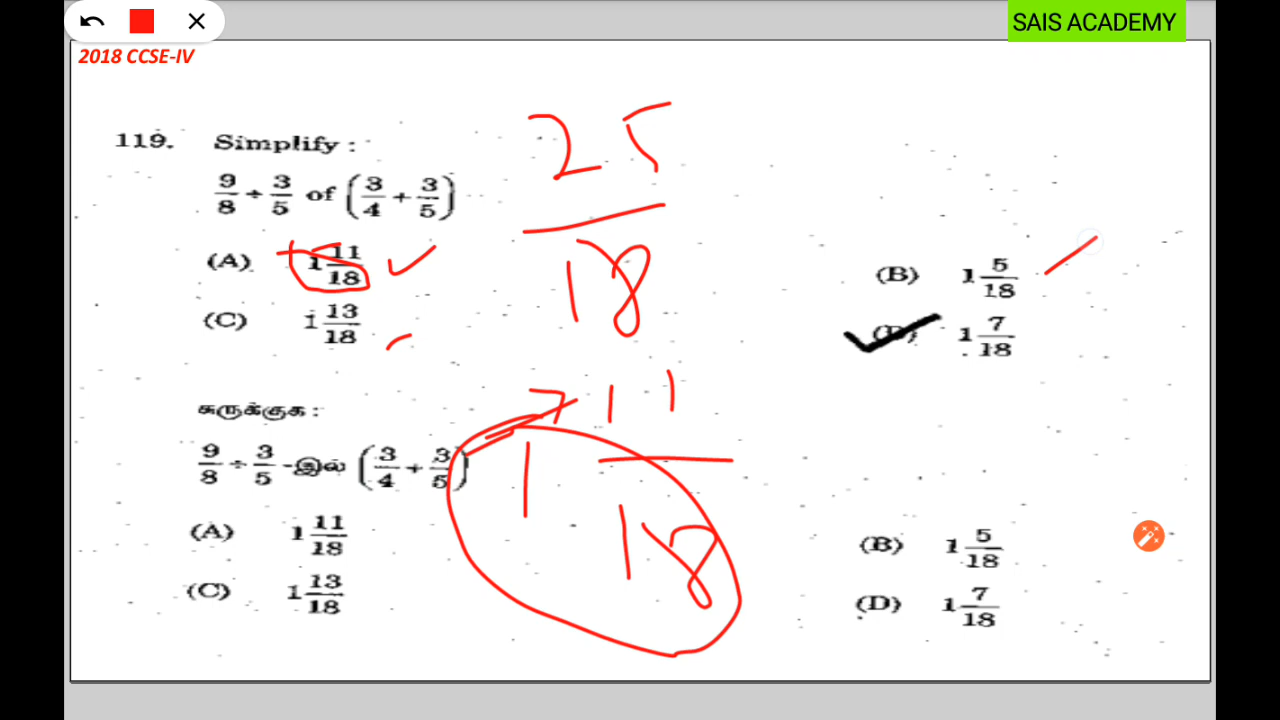 SAIS ACADEMY
2018 CCSE-IV
119. Simplify :
9/8 ÷ 3/5 of (3/4 + 3/5)
(A) 1 11/18
(B) 1 5/18
(C) 1 13/18
(D) 1 7/18
25/18
1 11/18
சுருக்குக :
9/8 ÷ 3/5 -இல் (3/4 + 3/5)
(A) 1 11/18
(B) 1 5/18
(C) 1 13/18
(D) 1 7/18